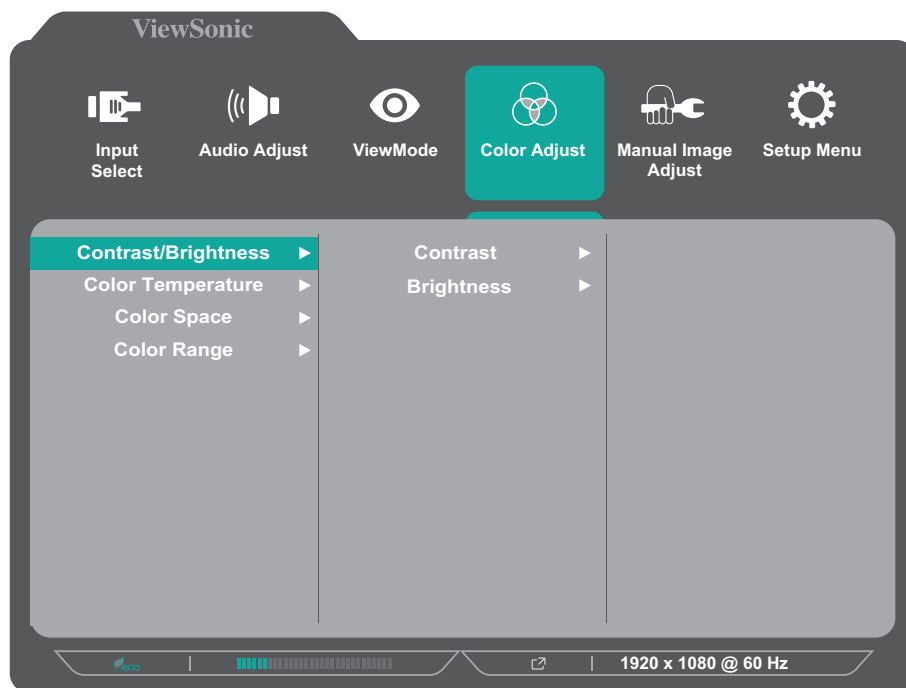 ViewSonic
Input
Select
Audio Adjust
ViewMode
Color Adjust
Manual Image
Adjust
Setup Menu
Contrast/Brightness
Color Temperature
Color Space
Color Range
Contrast
Brightness
eco
1920 x 1080 @ 60 Hz